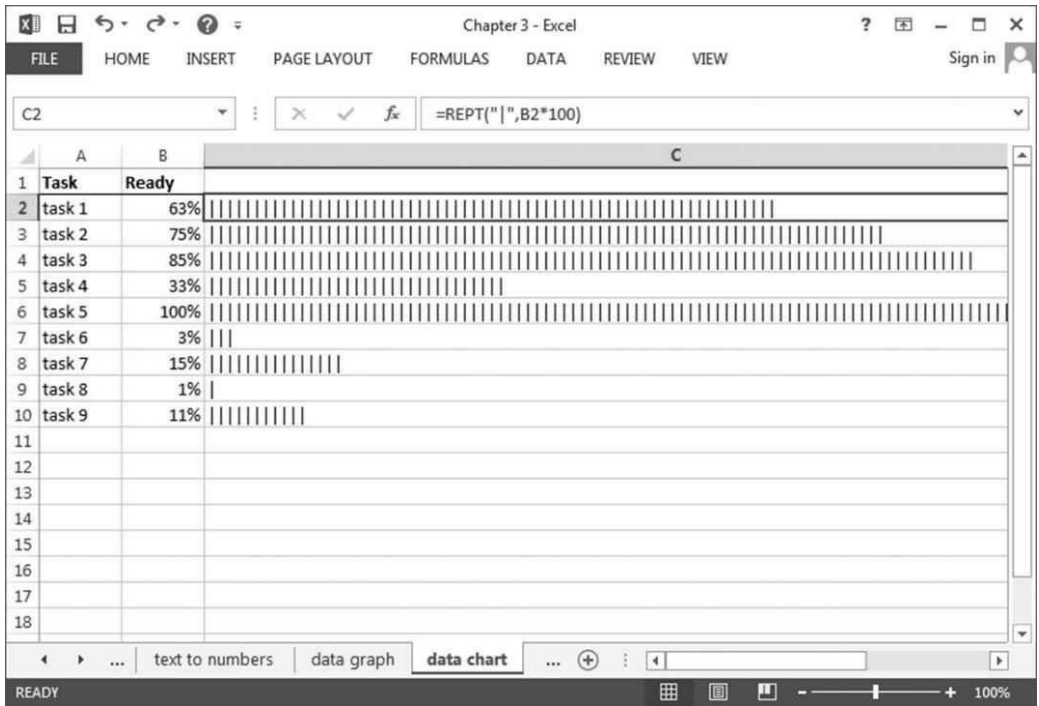 Chapter 3 - Excel
FILE HOME INSERT PAGE LAYOUT FORMULAS DATA REVIEW VIEW Sign in
C2 fx =REPT("|",B2*100)
A B C
1 Task Ready
2 task 1 63% |||||||||||||||||||||||||||||||||||||||||||||||||||||||||||||||
3 task 2 75% |||||||||||||||||||||||||||||||||||||||||||||||||||||||||||||||||||||||||||
4 task 3 85% |||||||||||||||||||||||||||||||||||||||||||||||||||||||||||||||||||||||||||||||||||||
5 task 4 33% |||||||||||||||||||||||||||||||||
6 task 5 100% |||||||||||||||||||||||||||||||||||||||||||||||||||||||||||||||||||||||||||||||||||||||||
7 task 6 3% |||
8 task 7 15% |||||||||||||||
9 task 8 1% |
10 task 9 11% |||||||||||
11
12
13
14
15
16
17
18
... text to numbers data graph data chart ...
READY 100%